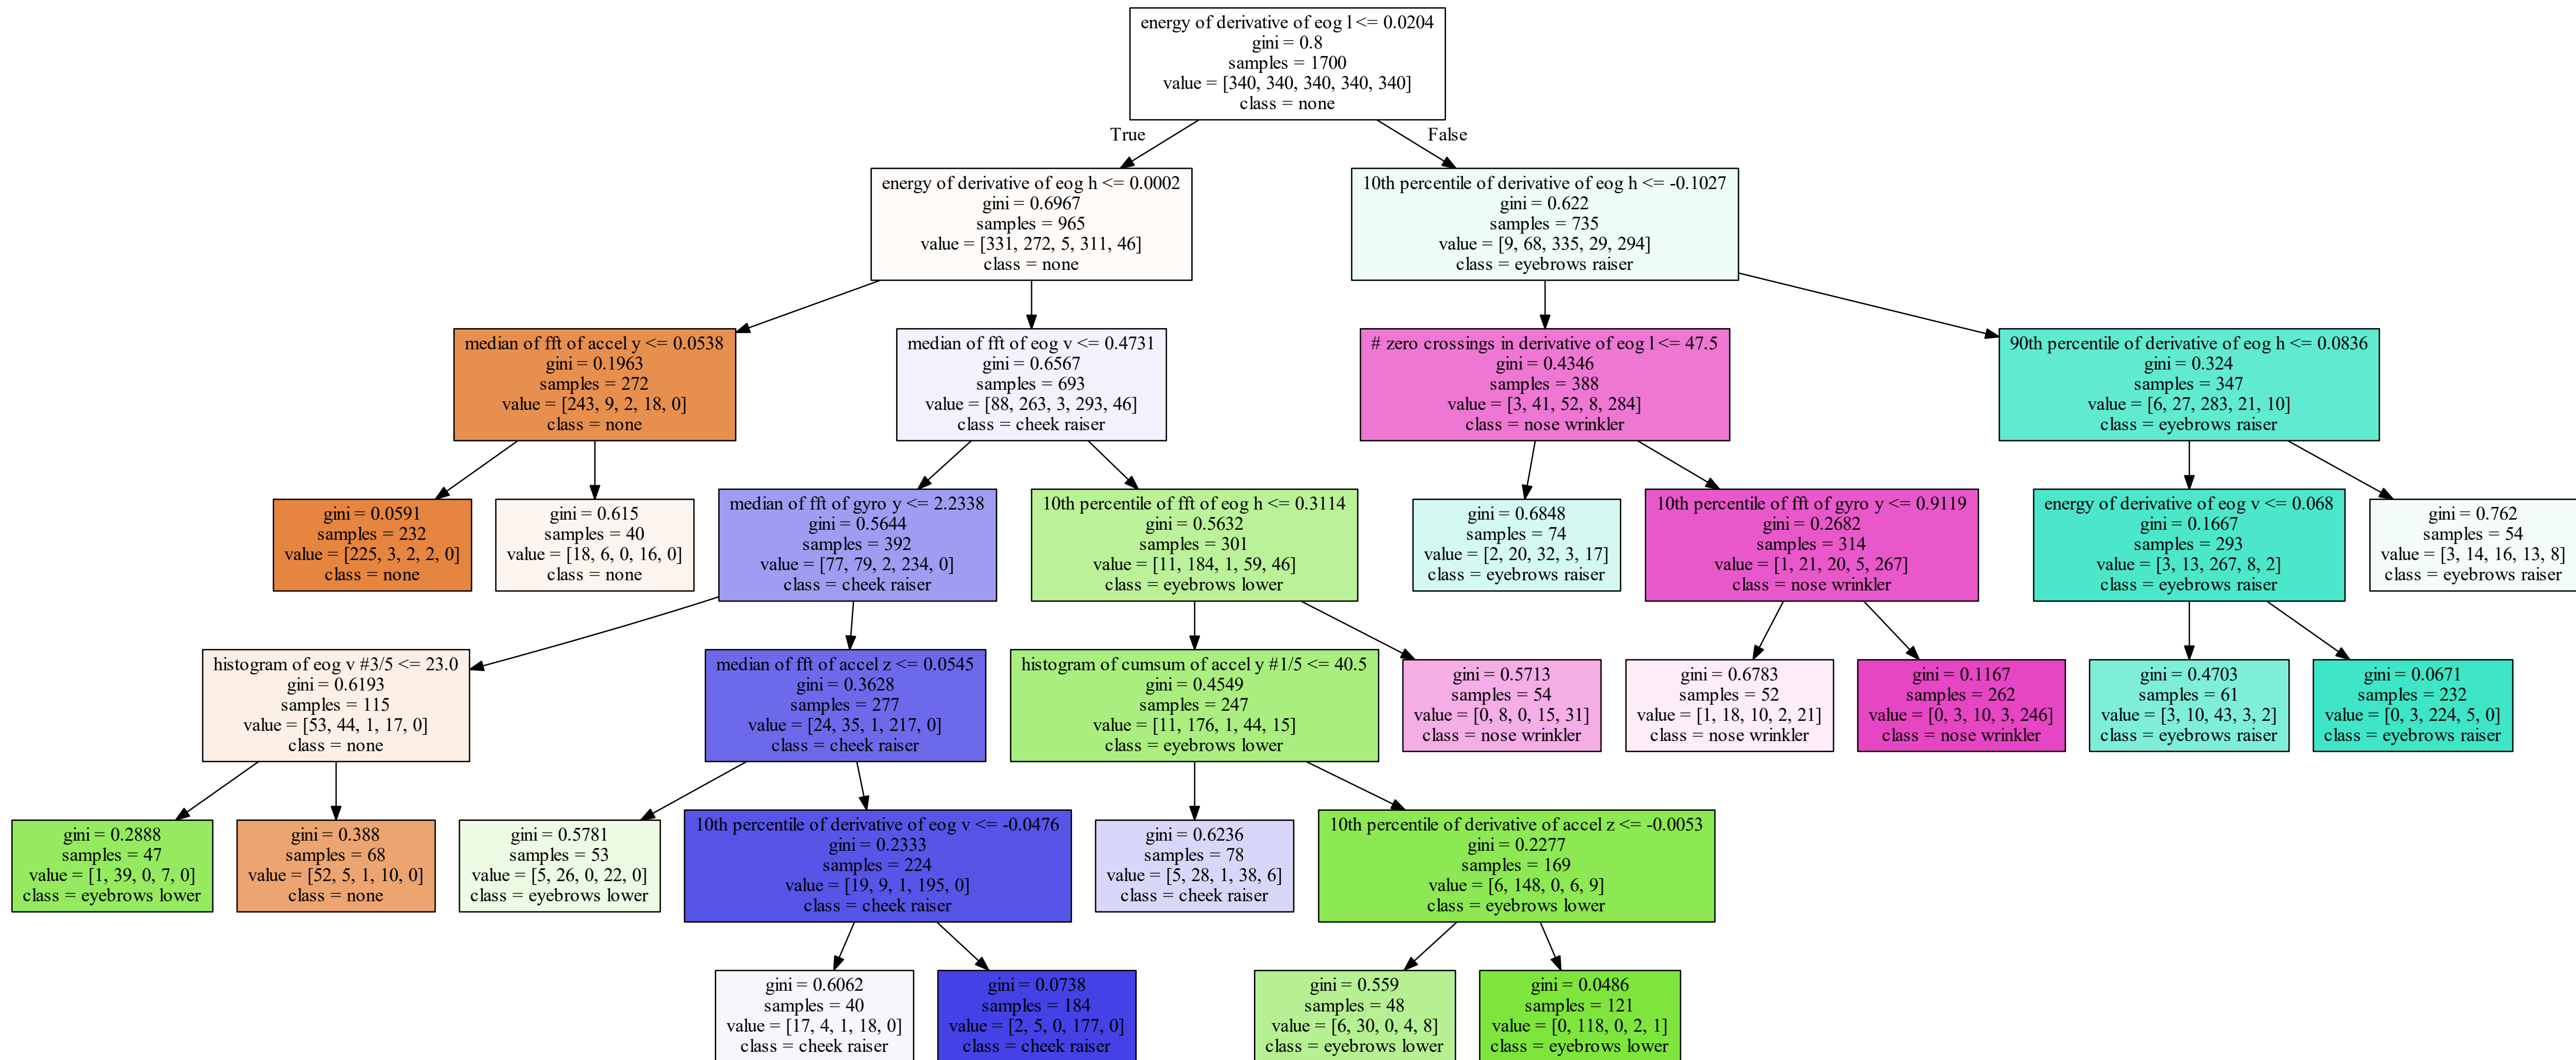 energy of derivative of eog l <= 0.0204
gini = 0.8
samples = 1700
value = [340, 340, 340, 340, 340]
class = none
True
False
energy of derivative of eog h <= 0.0002
gini = 0.6967
samples = 965
value = [331, 272, 5, 311, 46]
class = none
10th percentile of derivative of eog h <= -0.1027
gini = 0.622
samples = 735
value = [9, 68, 335, 29, 294]
class = eyebrows raiser
median of fft of accel y <= 0.0538
gini = 0.1963
samples = 272
value = [243, 9, 2, 18, 0]
class = none
median of fft of eog v <= 0.4731
gini = 0.6567
samples = 693
value = [88, 263, 3, 293, 46]
class = cheek raiser
# zero crossings in derivative of eog l <= 47.5
gini = 0.4346
samples = 388
value = [3, 41, 52, 8, 284]
class = nose wrinkler
90th percentile of derivative of eog h <= 0.0836
gini = 0.324
samples = 347
value = [6, 27, 283, 21, 10]
class = eyebrows raiser
gini = 0.0591
samples = 232
value = [225, 3, 2, 2, 0]
class = none
gini = 0.615
samples = 40
value = [18, 6, 0, 16, 0]
class = none
median of fft of gyro y <= 2.2338
gini = 0.5644
samples = 392
value = [77, 79, 2, 234, 0]
class = cheek raiser
10th percentile of fft of eog h <= 0.3114
gini = 0.5632
samples = 301
value = [11, 184, 1, 59, 46]
class = eyebrows lower
gini = 0.6848
samples = 74
value = [2, 20, 32, 3, 17]
class = eyebrows raiser
10th percentile of fft of gyro y <= 0.9119
gini = 0.2682
samples = 314
value = [1, 21, 20, 5, 267]
class = nose wrinkler
energy of derivative of eog v <= 0.068
gini = 0.1667
samples = 293
value = [3, 13, 267, 8, 2]
class = eyebrows raiser
gini = 0.762
samples = 54
value = [3, 14, 16, 13, 8]
class = eyebrows raiser
histogram of eog v #3/5 <= 23.0
gini = 0.6193
samples = 115
value = [53, 44, 1, 17, 0]
class = none
median of fft of accel z <= 0.0545
gini = 0.3628
samples = 277
value = [24, 35, 1, 217, 0]
class = cheek raiser
histogram of cumsum of accel y #1/5 <= 40.5
gini = 0.4549
samples = 247
value = [11, 176, 1, 44, 15]
class = eyebrows lower
gini = 0.5713
samples = 54
value = [0, 8, 0, 15, 31]
class = nose wrinkler
gini = 0.6783
samples = 52
value = [1, 18, 10, 2, 21]
class = nose wrinkler
gini = 0.1167
samples = 262
value = [0, 3, 10, 3, 246]
class = nose wrinkler
gini = 0.4703
samples = 61
value = [3, 10, 43, 3, 2]
class = eyebrows raiser
gini = 0.0671
samples = 232
value = [0, 3, 224, 5, 0]
class = eyebrows raiser
gini = 0.2888
samples = 47
value = [1, 39, 0, 7, 0]
class = eyebrows lower
gini = 0.388
samples = 68
value = [52, 5, 1, 10, 0]
class = none
gini = 0.5781
samples = 53
value = [5, 26, 0, 22, 0]
class = eyebrows lower
10th percentile of derivative of eog v <= -0.0476
gini = 0.2333
samples = 224
value = [19, 9, 1, 195, 0]
class = cheek raiser
gini = 0.6236
samples = 78
value = [5, 28, 1, 38, 6]
class = cheek raiser
10th percentile of derivative of accel z <= -0.0053
gini = 0.2277
samples = 169
value = [6, 148, 0, 6, 9]
class = eyebrows lower
gini = 0.6062
samples = 40
value = [17, 4, 1, 18, 0]
class = cheek raiser
gini = 0.0738
samples = 184
value = [2, 5, 0, 177, 0]
class = cheek raiser
gini = 0.559
samples = 48
value = [6, 30, 0, 4, 8]
class = eyebrows lower
gini = 0.0486
samples = 121
value = [0, 118, 0, 2, 1]
class = eyebrows lower